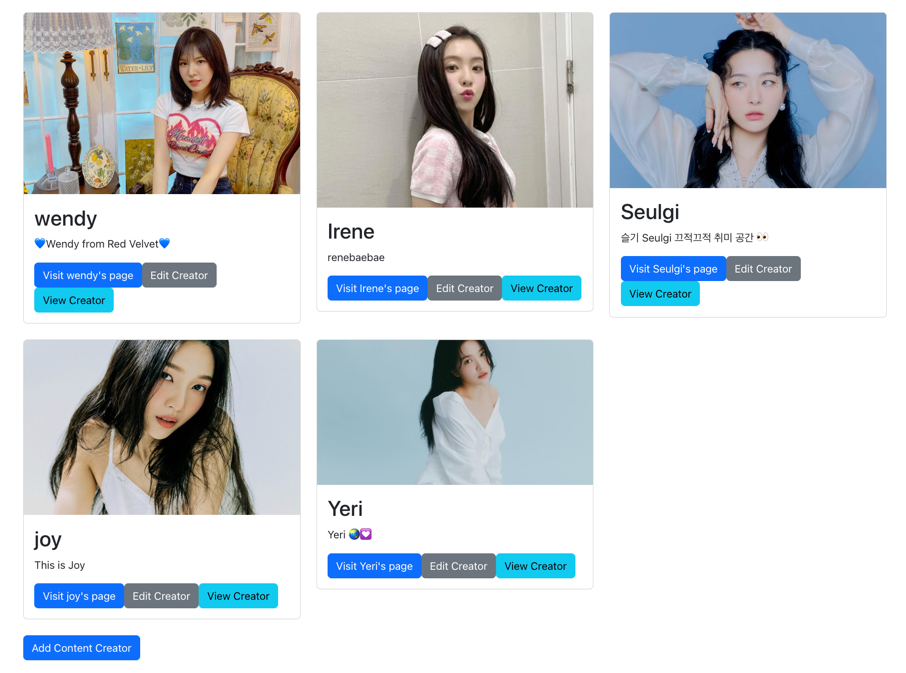 WATER-LILY
wendy
💙Wendy from Red Velvet💙
Visit wendy's page
Edit Creator
View Creator
Irene
renebaebae
Visit Irene's page
Edit Creator
View Creator
Seulgi
슬기 Seulgi 끄적끄적 취미 공간 👀
Visit Seulgi's page
Edit Creator
View Creator
joy
This is Joy
Visit joy's page
Edit Creator
View Creator
Yeri
Yeri 🌏💟
Visit Yeri's page
Edit Creator
View Creator
Add Content Creator